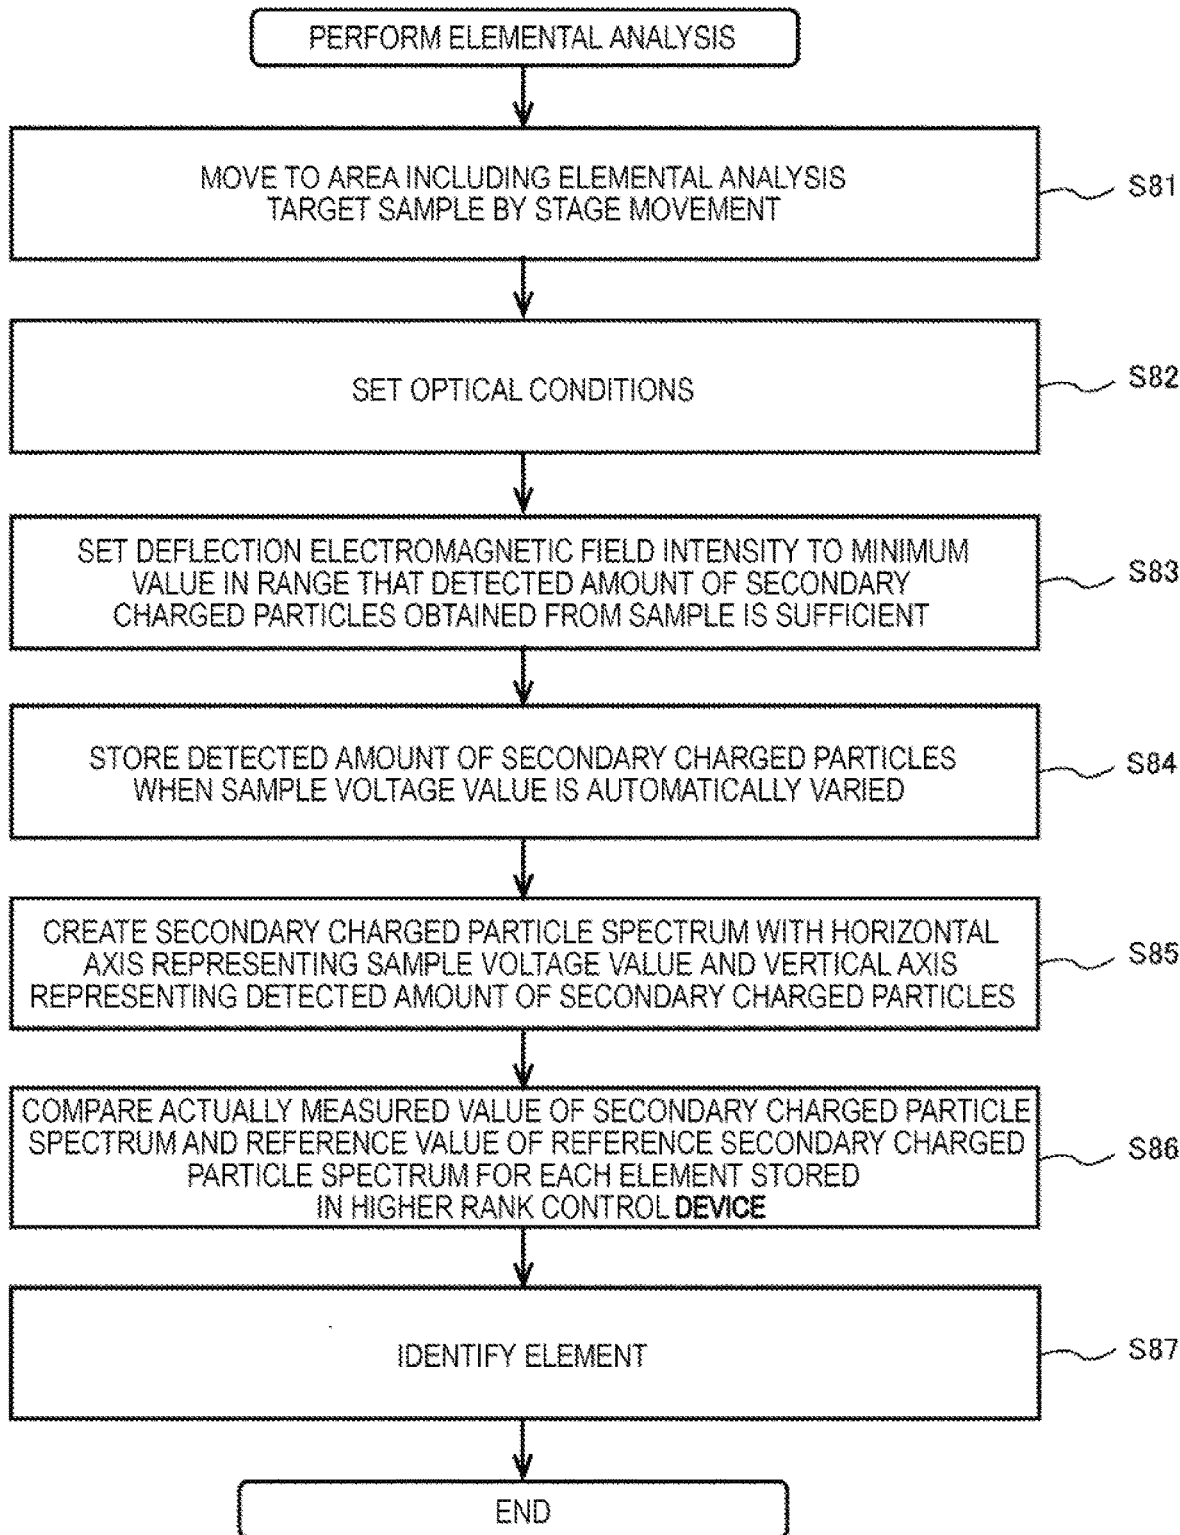 PERFORM ELEMENTAL ANALYSIS
MOVE TO AREA INCLUDING ELEMENTAL ANALYSIS
TARGET SAMPLE BY STAGE MOVEMENT
S81
SET OPTICAL CONDITIONS
S82
SET DEFLECTION ELECTROMAGNETIC FIELD INTENSITY TO MINIMUM
VALUE IN RANGE THAT DETECTED AMOUNT OF SECONDARY
CHARGED PARTICLES OBTAINED FROM SAMPLE IS SUFFICIENT
S83
STORE DETECTED AMOUNT OF SECONDARY CHARGED PARTICLES
WHEN SAMPLE VOLTAGE VALUE IS AUTOMATICALLY VARIED
S84
CREATE SECONDARY CHARGED PARTICLE SPECTRUM WITH HORIZONTAL
AXIS REPRESENTING SAMPLE VOLTAGE VALUE AND VERTICAL AXIS
REPRESENTING DETECTED AMOUNT OF SECONDARY CHARGED PARTICLES
S85
COMPARE ACTUALLY MEASURED VALUE OF SECONDARY CHARGED PARTICLE
SPECTRUM AND REFERENCE VALUE OF REFERENCE SECONDARY CHARGED
PARTICLE SPECTRUM FOR EACH ELEMENT STORED
IN HIGHER RANK CONTROL DEVICE
S86
IDENTIFY ELEMENT
S87
END